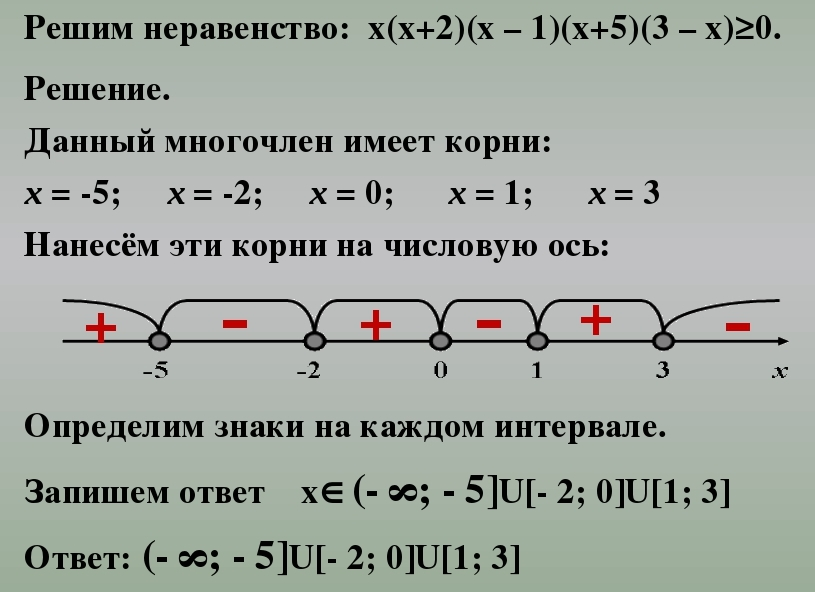 Решим неравенство: x(x+2)(x – 1)(x+5)(3 – x)≥0.
Решение.
Данный многочлен имеет корни:
x = -5; x = -2; x = 0; x = 1; x = 3
Нанесём эти корни на числовую ось:
+ - + - + -
-5 -2 0 1 3 x
Определим знаки на каждом интервале.
Запишем ответ x∈ (- ∞; - 5]U[- 2; 0]U[1; 3]
Ответ: (- ∞; - 5]U[- 2; 0]U[1; 3]